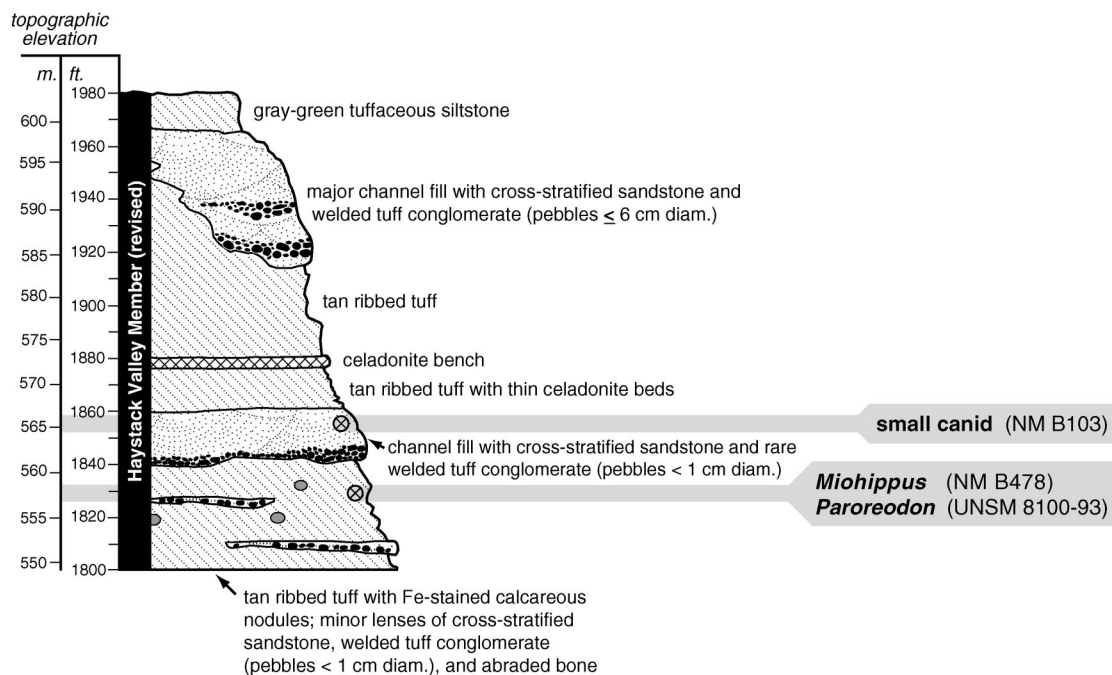 topographic
elevation
m.
ft.
1980
1960
1940
1920
1900
1880
1860
1840
1820
1800
600
595
590
585
580
575
570
565
560
555
550
Haystack Valley Member (revised)
gray-green tuffaceous siltstone
major channel fill with cross-stratified sandstone and
welded tuff conglomerate (pebbles ≤ 6 cm diam.)
tan ribbed tuff
celadonite bench
tan ribbed tuff with thin celadonite beds
small canid (NM B103)
channel fill with cross-stratified sandstone and rare
welded tuff conglomerate (pebbles < 1 cm diam.)
Miohippus (NM B478)
Paroreodon (UNSM 8100-93)
tan ribbed tuff with Fe-stained calcareous
nodules; minor lenses of cross-stratified
sandstone, welded tuff conglomerate
(pebbles < 1 cm diam.), and abraded bone